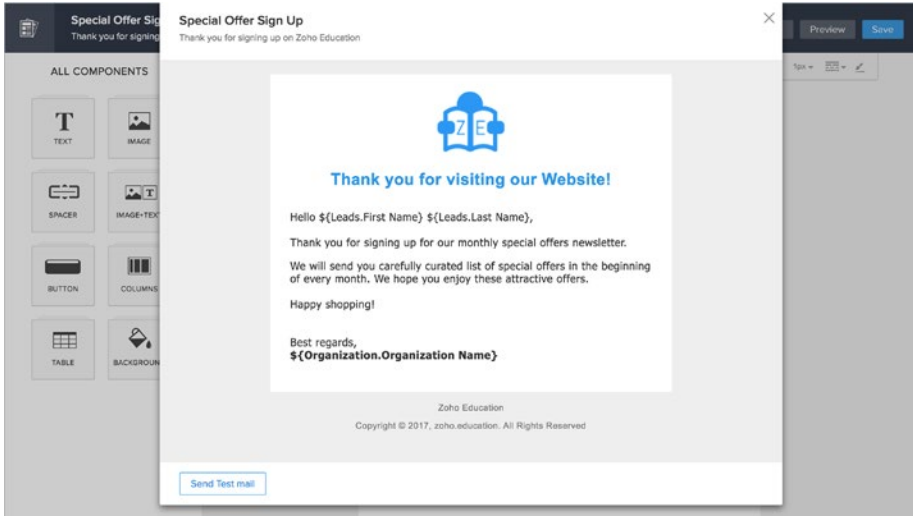 Special Offer Sig
Thank you for signing
Preview
Save
1px
ALL COMPONENTS
T
TEXT
IMAGE
SPACER
T
IMAGE+TEX
BUTTON
COLUMNS
TABLE
BACKGROUN
Special Offer Sign Up
Thank you for signing up on Zoho Education
Z E
Thank you for visiting our Website!
Hello ${Leads.First Name} ${Leads.Last Name},
Thank you for signing up for our monthly special offers newsletter.
We will send you carefully curated list of special offers in the beginning
of every month. We hope you enjoy these attractive offers.
Happy shopping!
Best regards,
${Organization.Organization Name}
Zoho Education
Copyright © 2017, zoho.education. All Rights Reserved
Send Test mail